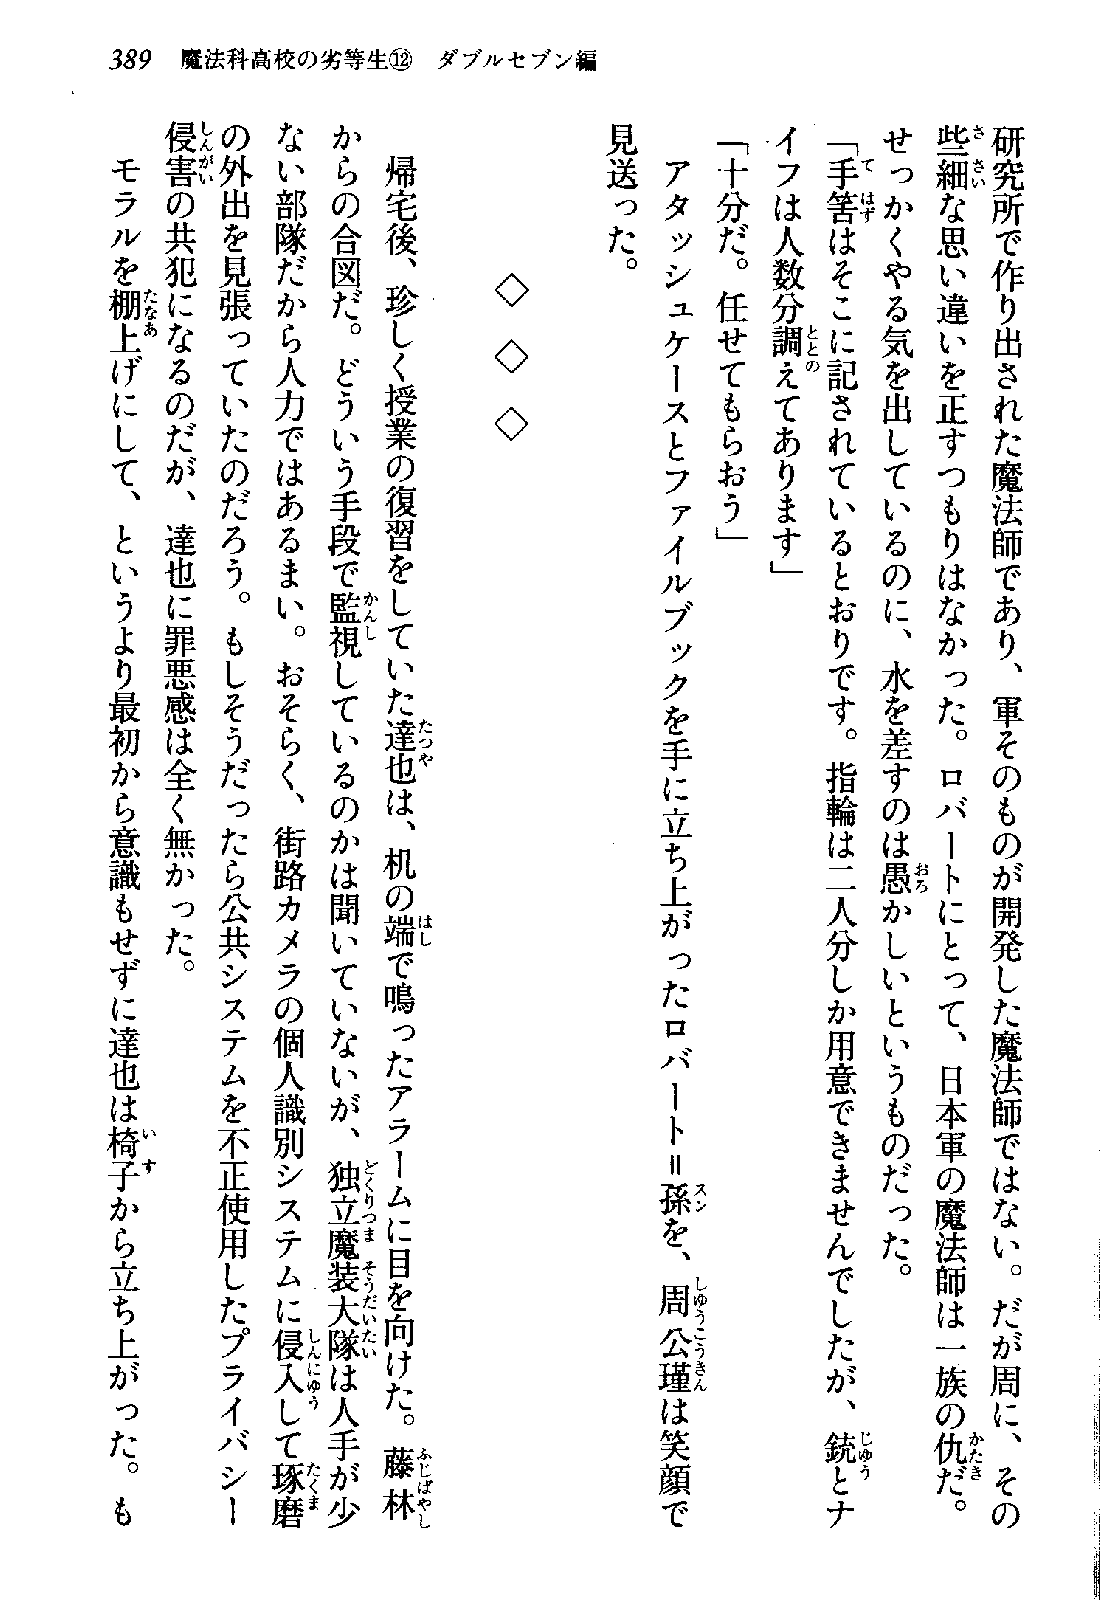 389　魔法科高校の劣等生⑫　ダブルセブン編
研究所で作り出された魔法師であり、軍そのものが開発した魔法師ではない。だが周に、その
些細な思い違いを正すつもりはなかった。ロバートにとって、日本軍の魔法師は一族の仇だ。
せっかくやる気を出しているのに、水を差すのは愚かしいというものだった。
「手筈はそこに記されているとおりです。指輪は二人分しか用意できませんでしたが、銃とナ
イフは人数分調えてあります」
「十分だ。任せてもらおう」
アタッシュケースとファイルブックを手に立ち上がったロバート＝孫を、周公瑾は笑顔で
見送った。
◇　◇　◇
帰宅後、珍しく授業の復習をしていた達也は、机の端で鳴ったアラームに目を向けた。藤林
からの合図だ。どういう手段で監視しているのかは聞いていないが、独立魔装大隊は人手が少
ない部隊だから人力ではあるまい。おそらく、街路カメラの個人識別システムに侵入して琢磨
の外出を見張っていたのだろう。もしそうだったら公共システムを不正使用したプライバシー
侵害の共犯になるのだが、達也に罪悪感は全く無かった。
モラルを棚上げにして、というより最初から意識もせずに達也は椅子から立ち上がった。も